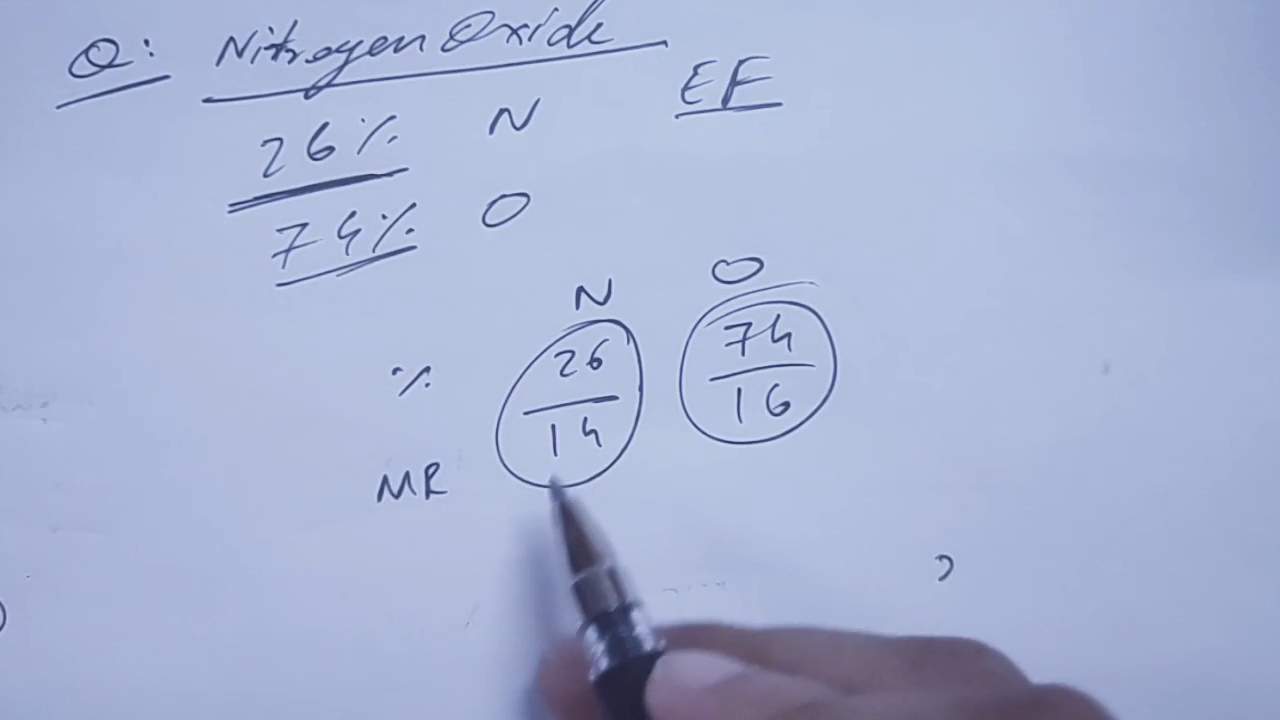 Q: Nitrogen Oxide
EF
26% N
74% O
N O
% 26/14 74/16
MR